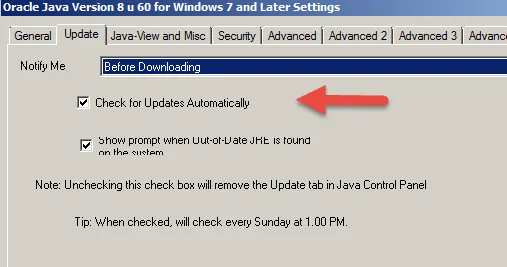 Oracle Java Version 8 u 60 for Windows 7 and Later Settings
General Update Java-View and Misc Security Advanced Advanced 2 Advanced 3 Advanc
Notify Me Before Downloading
Check for Updates Automatically
Show prompt when Out-of-Date JRE is found
on the system
Note: Unchecking this check box will remove the Update tab in Java Control Panel
Tip: When checked, will check every Sunday at 1.00 PM.